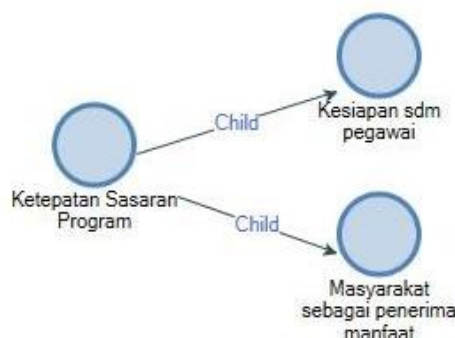 Child
Kesiapan sdm
pegawai
Ketepatan Sasaran
Program
Child
Masyarakat
sebagai penerima
manfaat